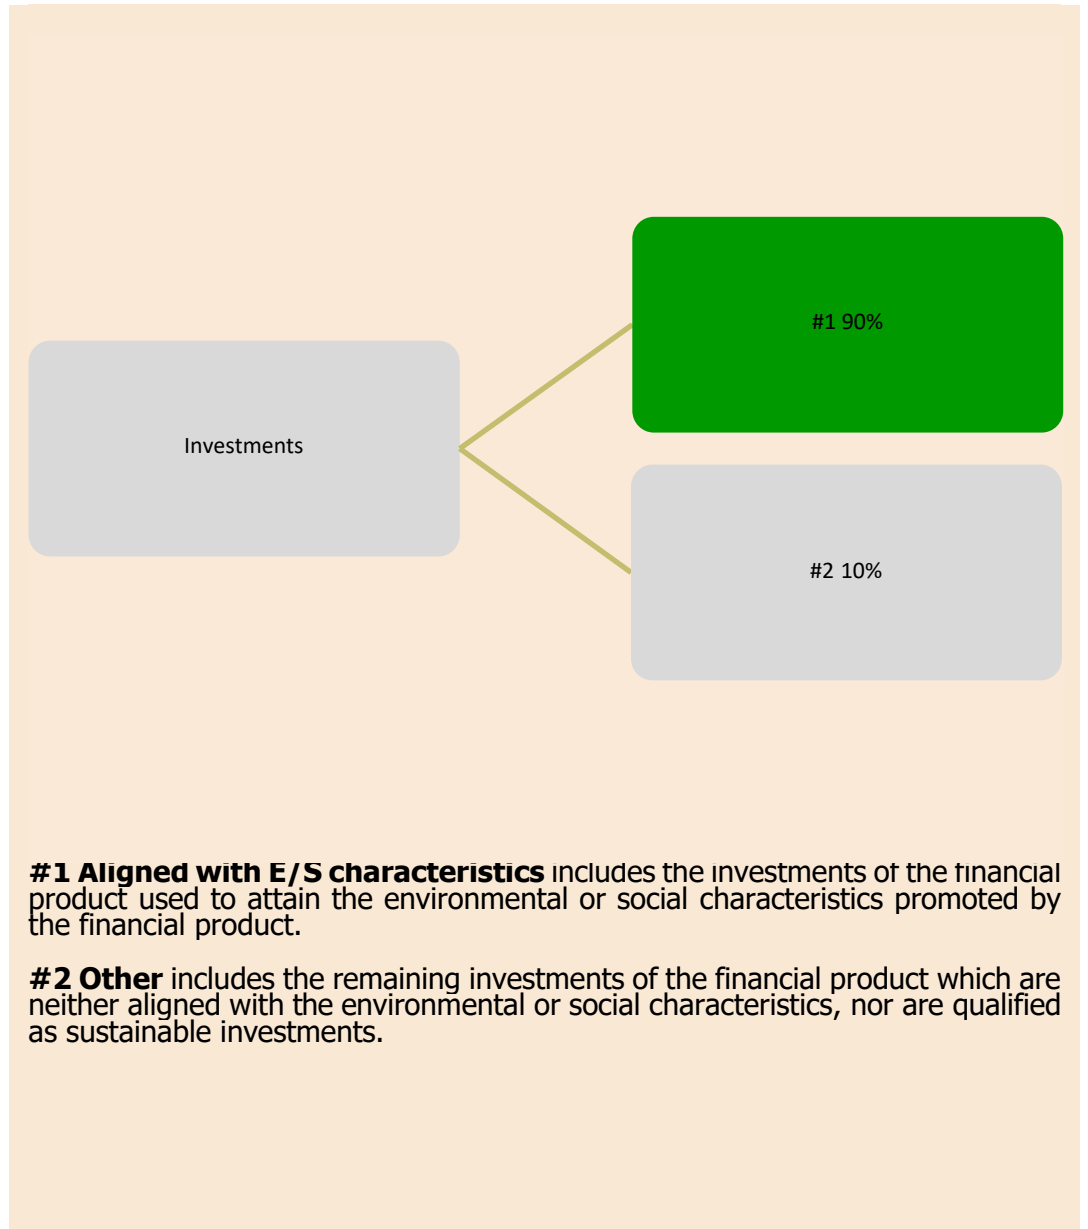 #1 90%
Investments
#2 10%
#1 Aligned with E/S characteristics includes the investments of the financial
product used to attain the environmental or social characteristics promoted by
the financial product.
#2 Other includes the remaining investments of the financial product which are
neither aligned with the environmental or social characteristics, nor are qualified
as sustainable investments.